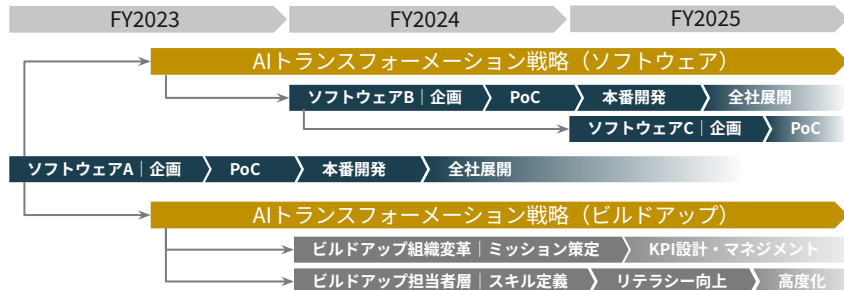 FY2023 FY2024 FY2025
AIトランスフォーメーション戦略（ソフトウェア）
ソフトウェアB｜企画 PoC 本番開発 全社展開
ソフトウェアC｜企画 PoC
ソフトウェアA｜企画 PoC 本番開発 全社展開
AIトランスフォーメーション戦略（ビルドアップ）
ビルドアップ組織変革｜ミッション策定 KPI設計・マネジメント
ビルドアップ担当者層｜スキル定義 リテラシー向上 高度化